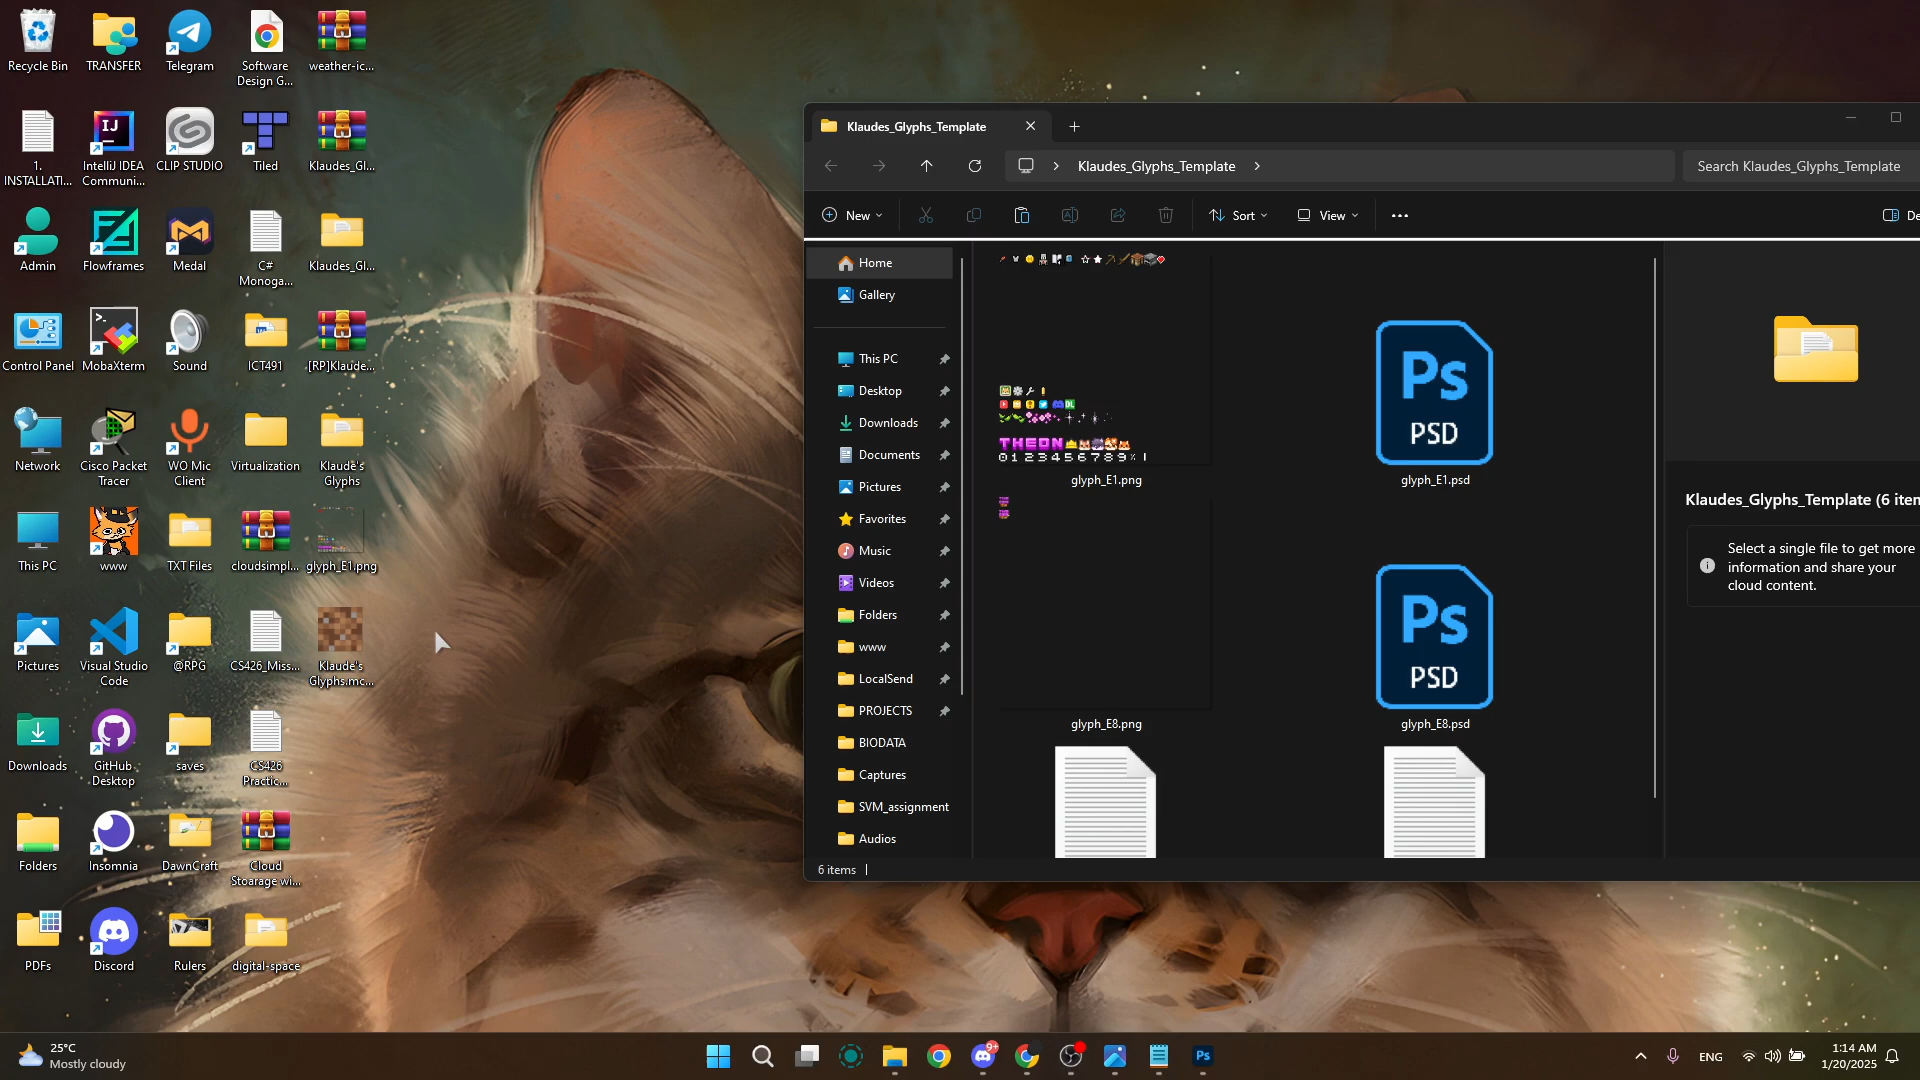 Recycle Bin
TRANSFER
Telegram
Software
Design G...
weather-ic...
1.
INSTALLATI...
IntelliJ IDEA
Communi...
CLIP STUDIO
Tiled
Klaudes_Gl...
Admin
Flowframes
Medal
C#
Monoga...
Klaudes_Gl...
Control Panel
MobaXterm
Sound
ICT491
[RP]Klaude...
Network
Cisco Packet
Tracer
WO Mic
Client
Virtualization
Klaude's
Glyphs
This PC
www
TXT Files
cloudsimpl...
glyph_E1.png
Pictures
Visual Studio
Code
@RPG
CS426_Miss...
Klaude's
Glyphs.mc...
Downloads
GitHub
Desktop
saves
CS426
Practic...
Folders
Insomnia
DawnCraft
Cloud
Stoarage wi...
PDFs
Discord
Rulers
digital-space
Klaudes_Glyphs_Template
Klaudes_Glyphs_Template
Search Klaudes_Glyphs_Template
New
Sort
View
De
Home
Gallery
This PC
Desktop
Downloads
Documents
Pictures
Favorites
Music
Videos
Folders
www
LocalSend
PROJECTS
BIODATA
Captures
SVM_assignment
Audios
THEON
0 1 2 3 4 5 6 7 8 9 %
glyph_E1.png
Ps
PSD
glyph_E1.psd
glyph_E8.png
Ps
PSD
glyph_E8.psd
Klaudes_Glyphs_Template (6 iten
Select a single file to get more
information and share your
cloud content.
6 items
25°C
Mostly cloudy
9+
Ps
ENG
1:14 AM
1/20/2025